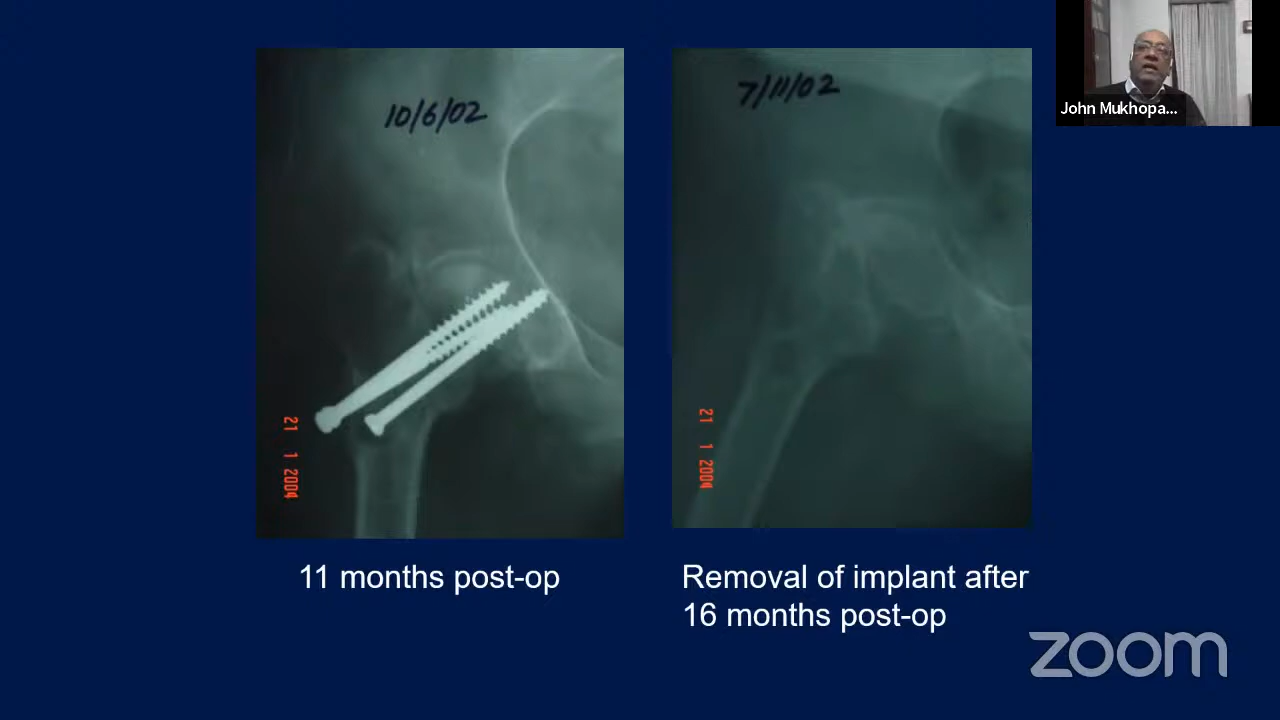 10/6/02
7/11/02
John Mukhopa...
21 1 2004
21 1 2004
11 months post-op
Removal of implant after
16 months post-op
zoom